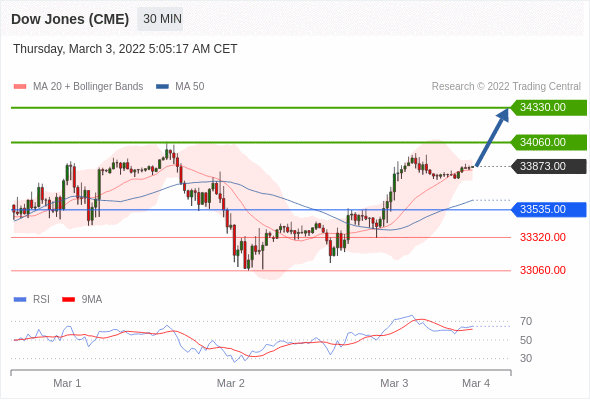 Dow Jones (CME) 30 MIN
Thursday, March 3, 2022 5:05:17 AM CET
MA 20 + Bollinger Bands MA 50 Research © 2022 Trading Central
34330.00
34060.00
33873.00
33535.00
33320.00
33060.00
RSI 9MA
70
50
30
Mar 1 Mar 2 Mar 3 Mar 4